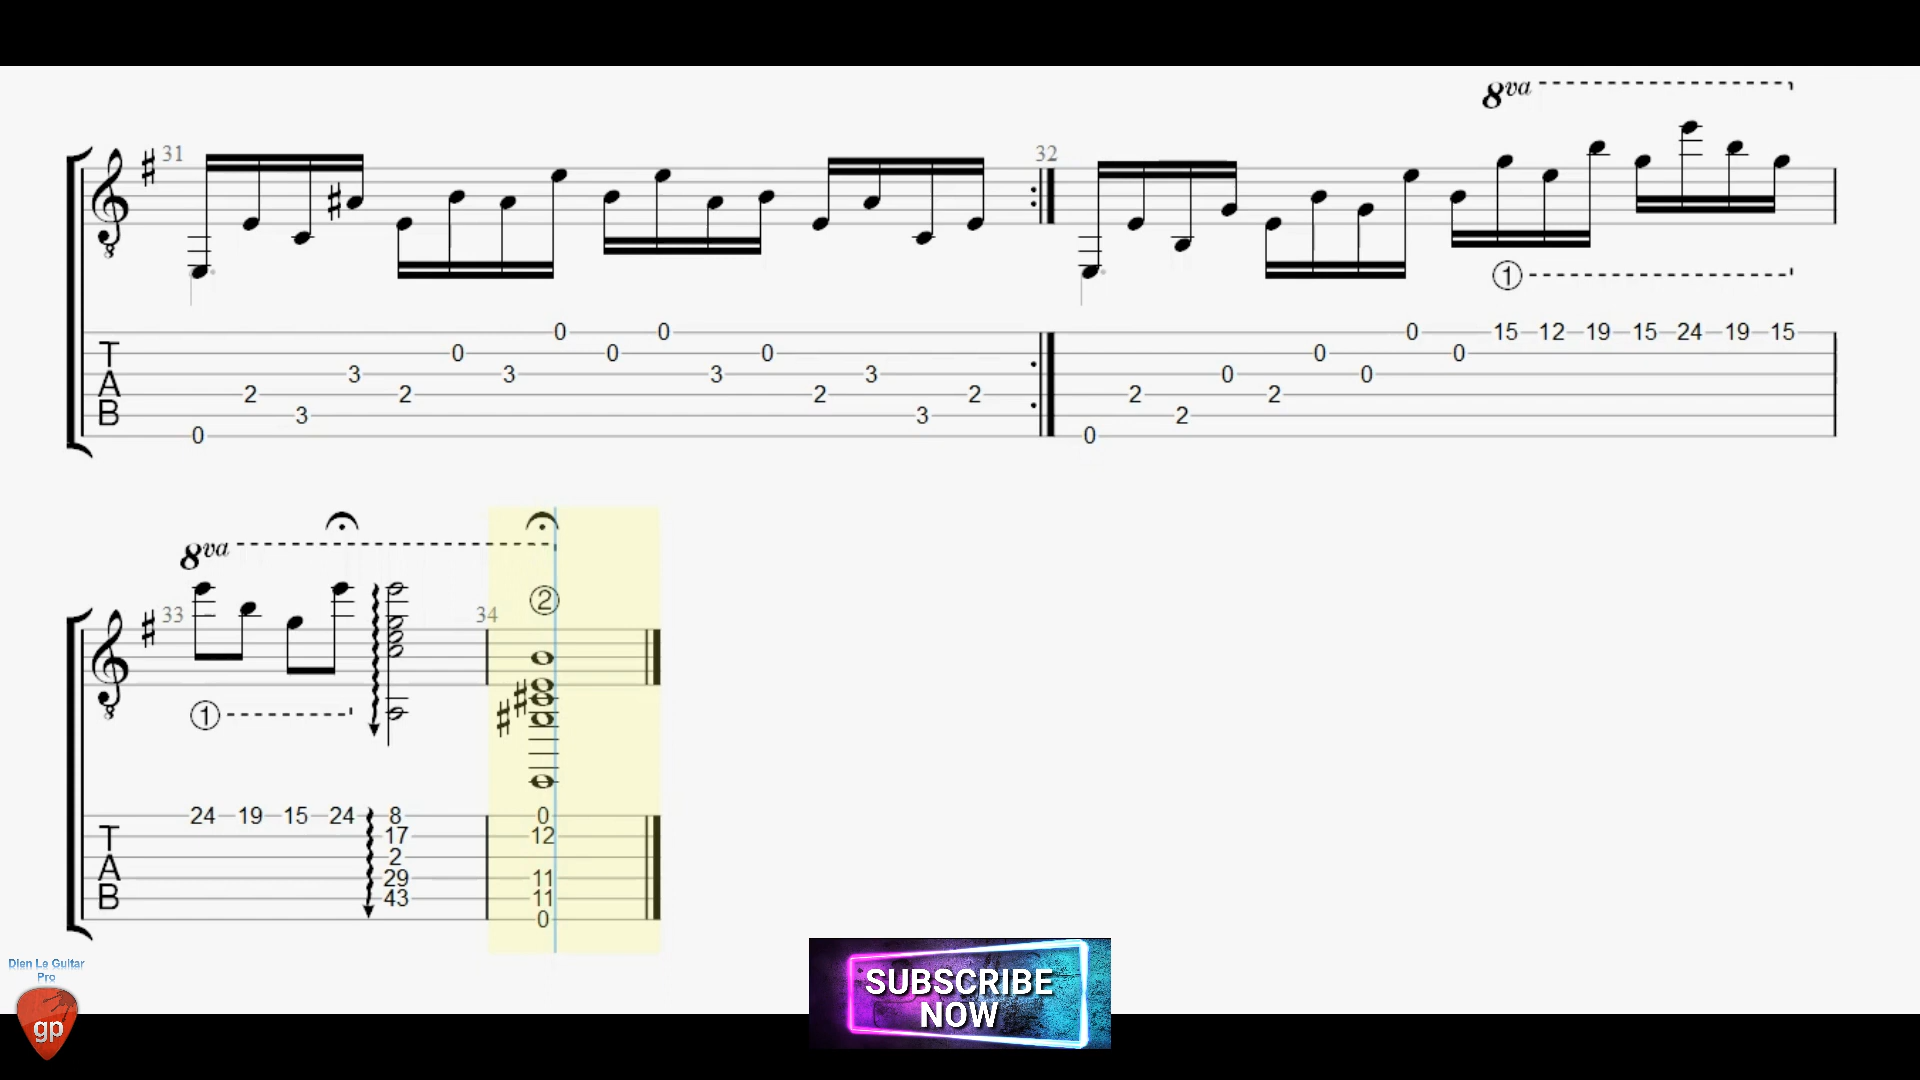 8va
31
32
1
0 2 3 3 2 0 3 0 0 0 3 0 2 3 3 2
0 2 2 0 2 0 0 0 0 15 12 19 15 24 19 15
TAB
8va
33
34
2
1
24 19 15 24 8 0
17 12
2
29 11
43 11
0
TAB
Dien Le Guitar
Pro
gp
SUBSCRIBE
NOW